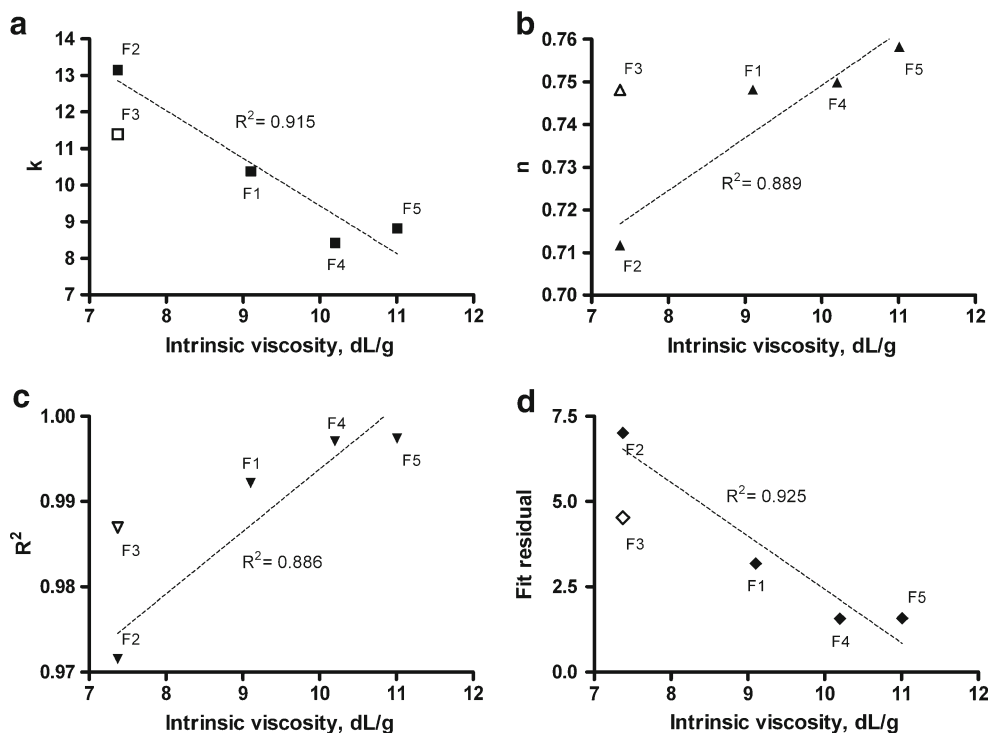 a
14
13
12
11
10
9
8
7
k
F2
F3
R²= 0.915
F1
F5
F4
7 8 9 10 11 12
Intrinsic viscosity, dL/g
b
0.76
0.75
0.74
0.73
0.72
0.71
0.70
n
F3
F1
F5
F4
R²= 0.889
F2
7 8 9 10 11 12
Intrinsic viscosity, dL/g
c
1.00
0.99
0.98
0.97
R²
F4
F1
F5
F3
R²= 0.886
F2
7 8 9 10 11 12
Intrinsic viscosity, dL/g
d
7.5
5.0
2.5
0.0
Fit residual
F2
R²= 0.925
F3
F1
F5
F4
7 8 9 10 11 12
Intrinsic viscosity, dL/g